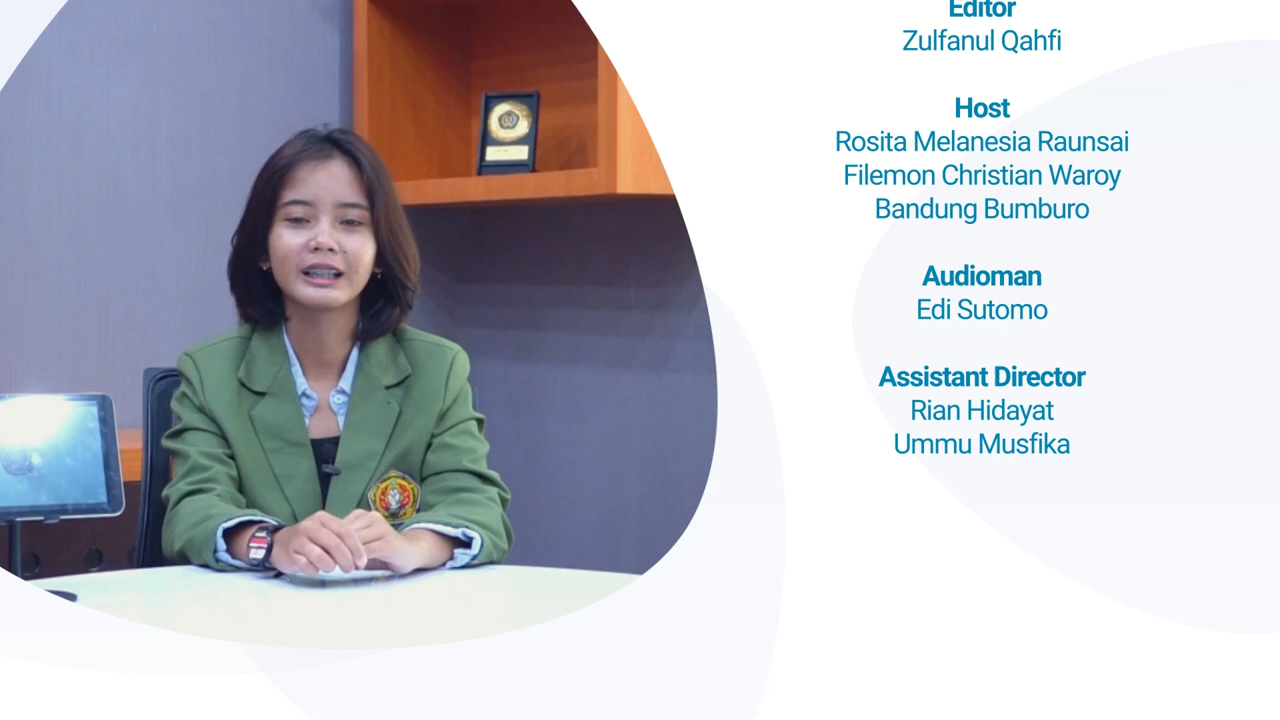 Editor
Zulfanul Qahfi
Host
Rosita Melanesia Raunsai
Filemon Christian Waroy
Bandung Bumburo
Audioman
Edi Sutomo
Assistant Director
Rian Hidayat
Ummu Musfika